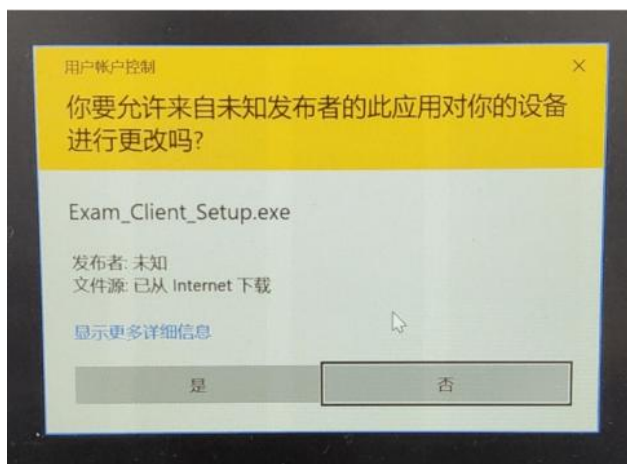 用户帐户控制
你要允许来自未知发布者的此应用对你的设备
进行更改吗?
Exam_Client_Setup.exe
发布者: 未知
文件源: 已从 Internet 下载
显示更多详细信息
是
否